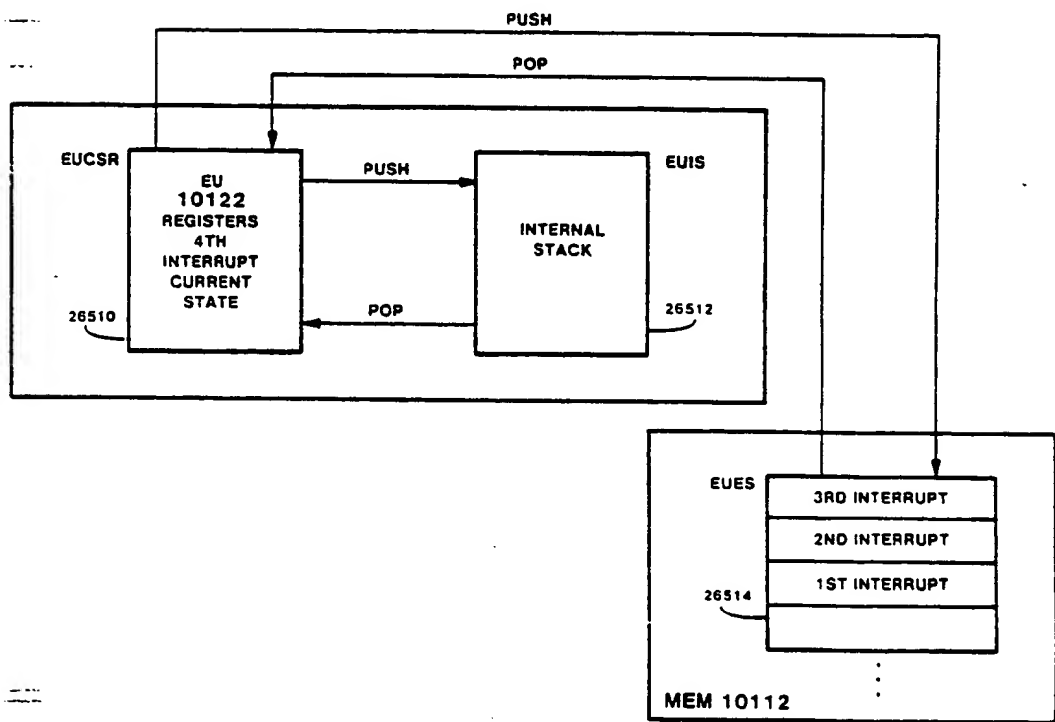 PUSH
POP
EUCSR
EU
10122
REGISTERS
4TH
INTERRUPT
CURRENT
STATE
26510
PUSH
POP
INTERNAL
STACK
EUIS
26512
EUES
3RD INTERRUPT
2ND INTERRUPT
1ST INTERRUPT
26514
MEM 10112